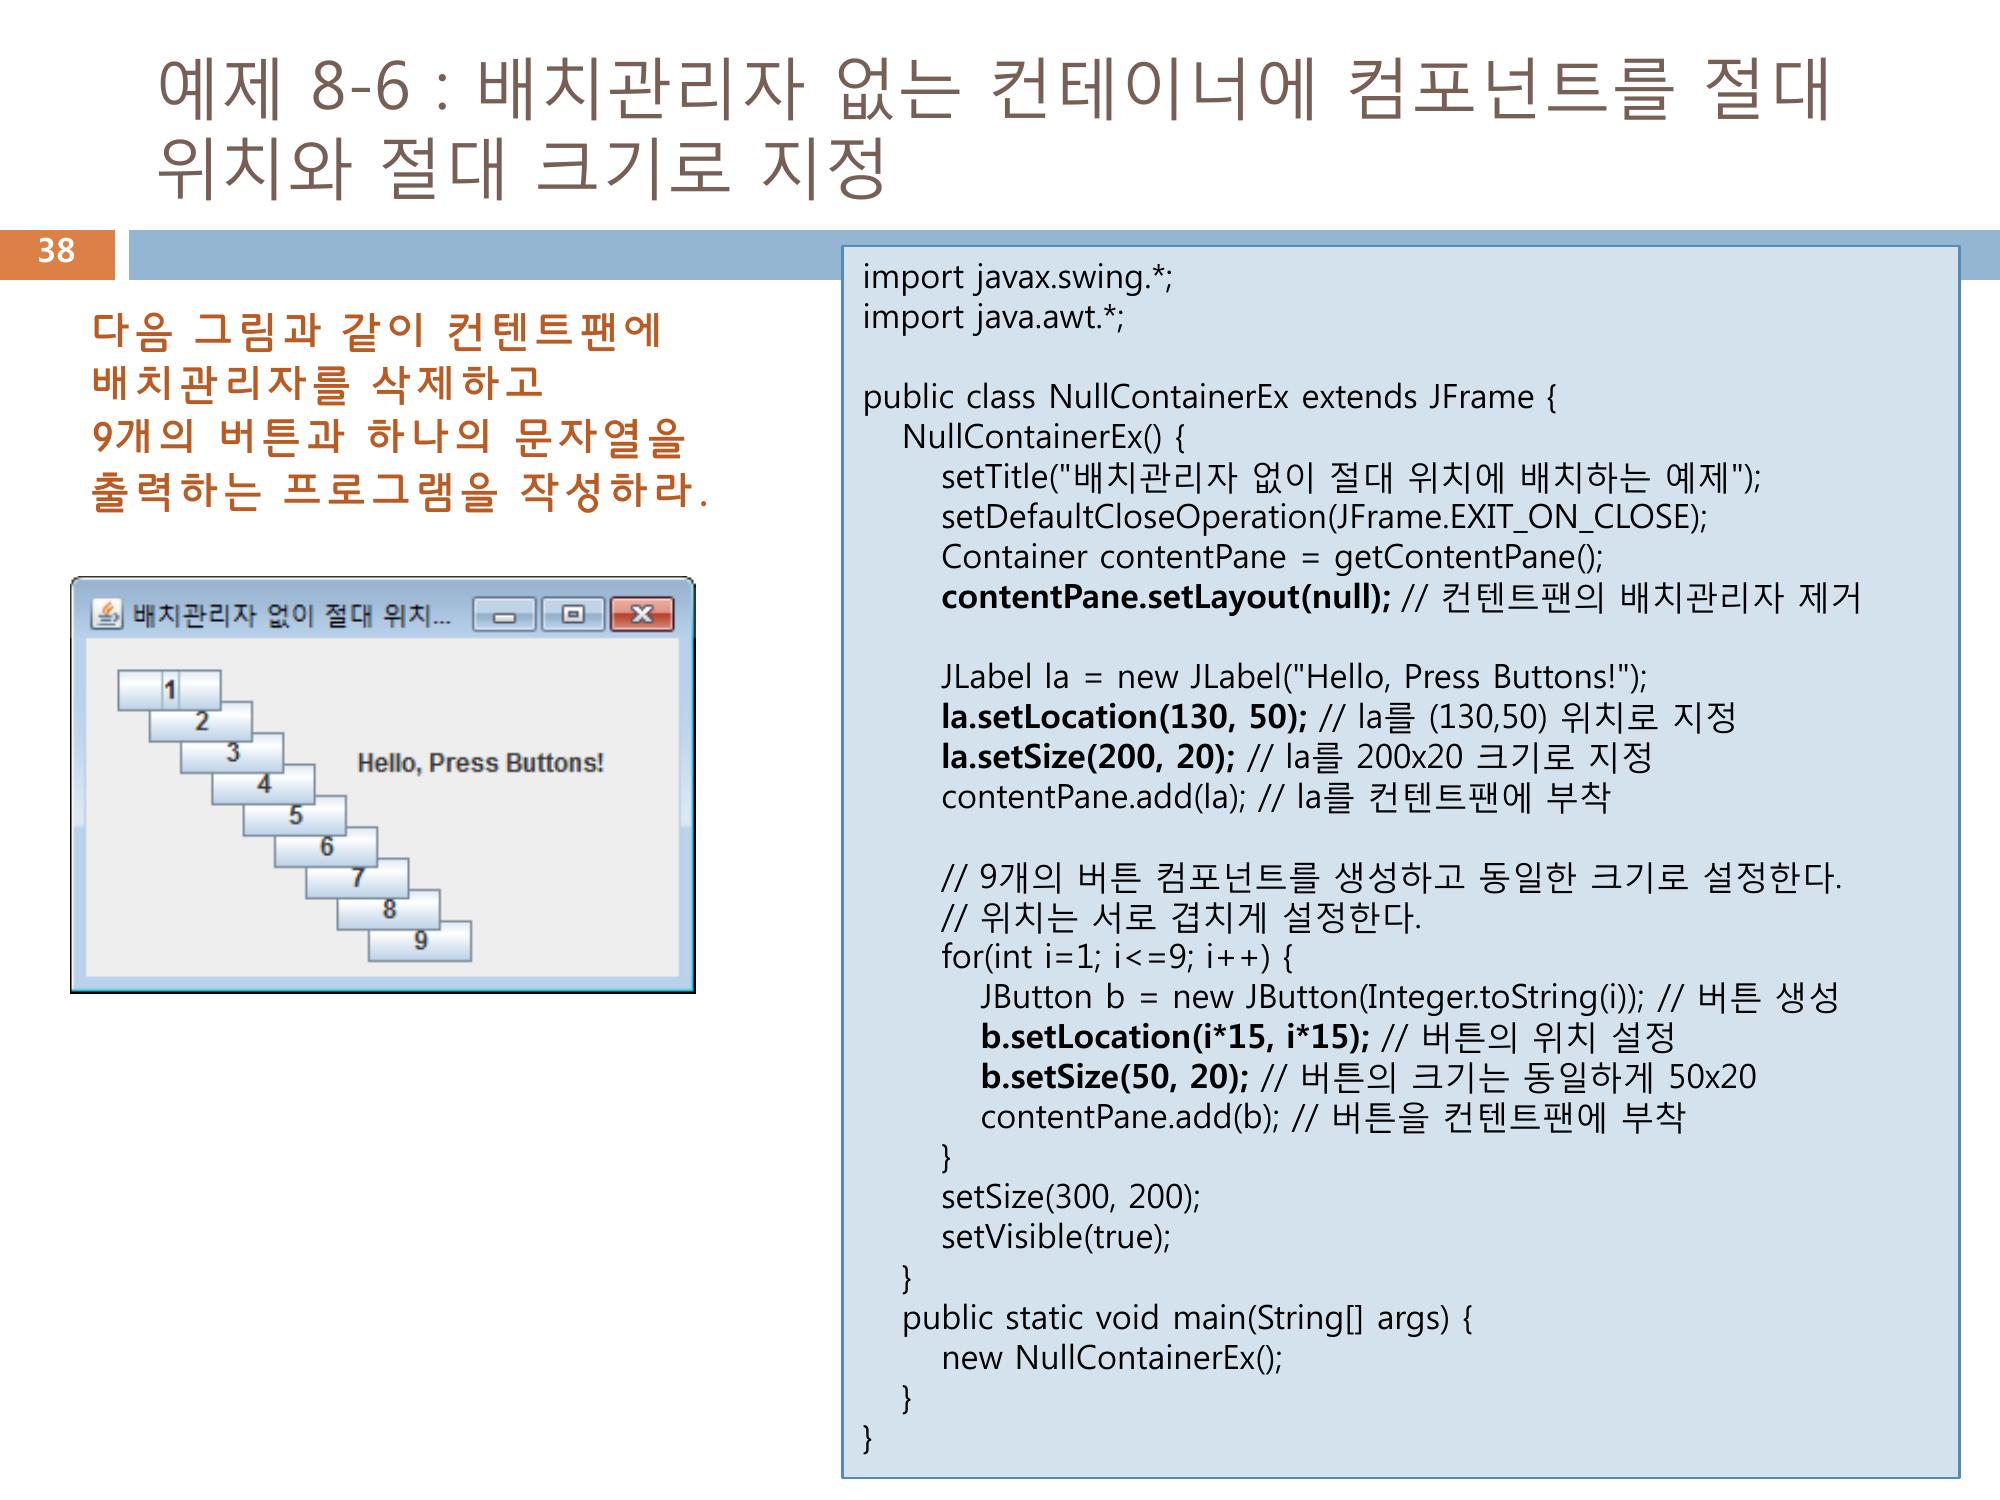 예제 8-6 : 배치관리자 없는 컨테이너에 컴포넌트를 절대
위치와 절대 크기로 지정
38
다음 그림과 같이 컨텐트팬에
배치관리자를 삭제하고
9개의 버튼과 하나의 문자열을
출력하는 프로그램을 작성하라.
배치관리자 없이 절대 위치...
1
2
3
Hello, Press Buttons!
4
5
6
7
8
9
import javax.swing.*;
import java.awt.*;
public class NullContainerEx extends JFrame {
NullContainerEx() {
setTitle("배치관리자 없이 절대 위치에 배치하는 예제");
setDefaultCloseOperation(JFrame.EXIT_ON_CLOSE);
Container contentPane = getContentPane();
contentPane.setLayout(null); // 컨텐트팬의 배치관리자 제거
JLabel la = new JLabel("Hello, Press Buttons!");
la.setLocation(130, 50); // la를 (130,50) 위치로 지정
la.setSize(200, 20); // la를 200x20 크기로 지정
contentPane.add(la); // la를 컨텐트팬에 부착
// 9개의 버튼 컴포넌트를 생성하고 동일한 크기로 설정한다.
// 위치는 서로 겹치게 설정한다.
for(int i=1; i<=9; i++) {
JButton b = new JButton(Integer.toString(i)); // 버튼 생성
b.setLocation(i*15, i*15); // 버튼의 위치 설정
b.setSize(50, 20); // 버튼의 크기는 동일하게 50x20
contentPane.add(b); // 버튼을 컨텐트팬에 부착
}
setSize(300, 200);
setVisible(true);
}
public static void main(String[] args) {
new NullContainerEx();
}
}